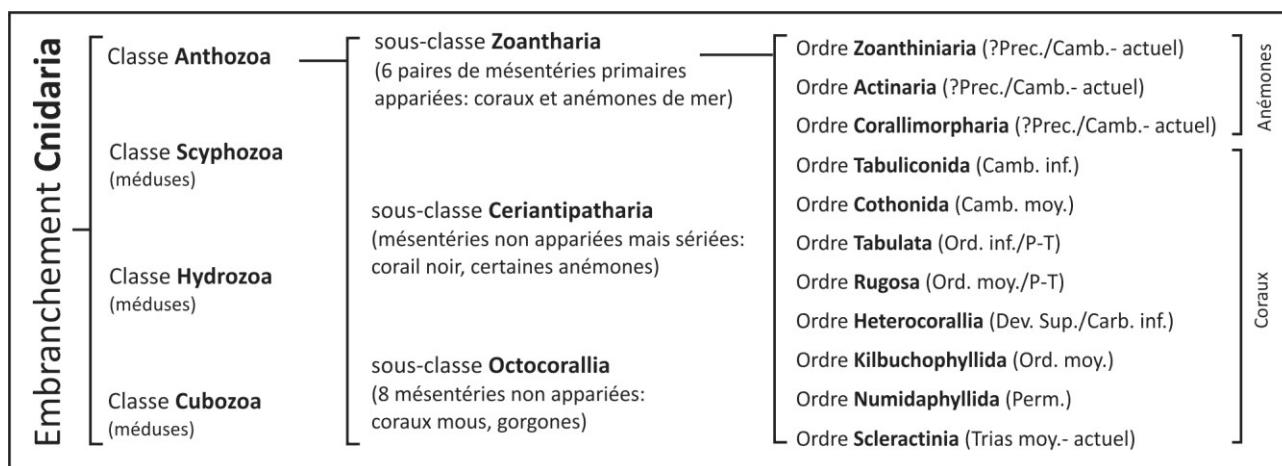 Embranchement Cnidaria
Classe Anthozoa
Classe Scyphozoa
(méduses)
Classe Hydrozoa
(méduses)
Classe Cubozoa
(méduses)
sous-classe Zoantharia
(6 paires de mésentéries primaires
appariées: coraux et anémones de mer)
sous-classe Ceriantipatharia
(mésentéries non appariées mais sériées:
corail noir, certaines anémones)
sous-classe Octocorallia
(8 mésentéries non appariées:
coraux mous, gorgones)
Ordre Zoanthiniaria (?Prec./Camb.- actuel)
Ordre Actinaria (?Prec./Camb.- actuel)
Ordre Corallimorpharia (?Prec./Camb.- actuel)
Ordre Tabuliconida (Camb. inf.)
Ordre Cothonida (Camb. moy.)
Ordre Tabulata (Ord. inf./P-T)
Ordre Rugosa (Ord. moy./P-T)
Ordre Heterocorallia (Dev. Sup./Carb. inf.)
Ordre Kilbuchophyllida (Ord. moy.)
Ordre Numidaphyllida (Perm.)
Ordre Scleractinia (Trias moy.- actuel)
Anémones
Coraux